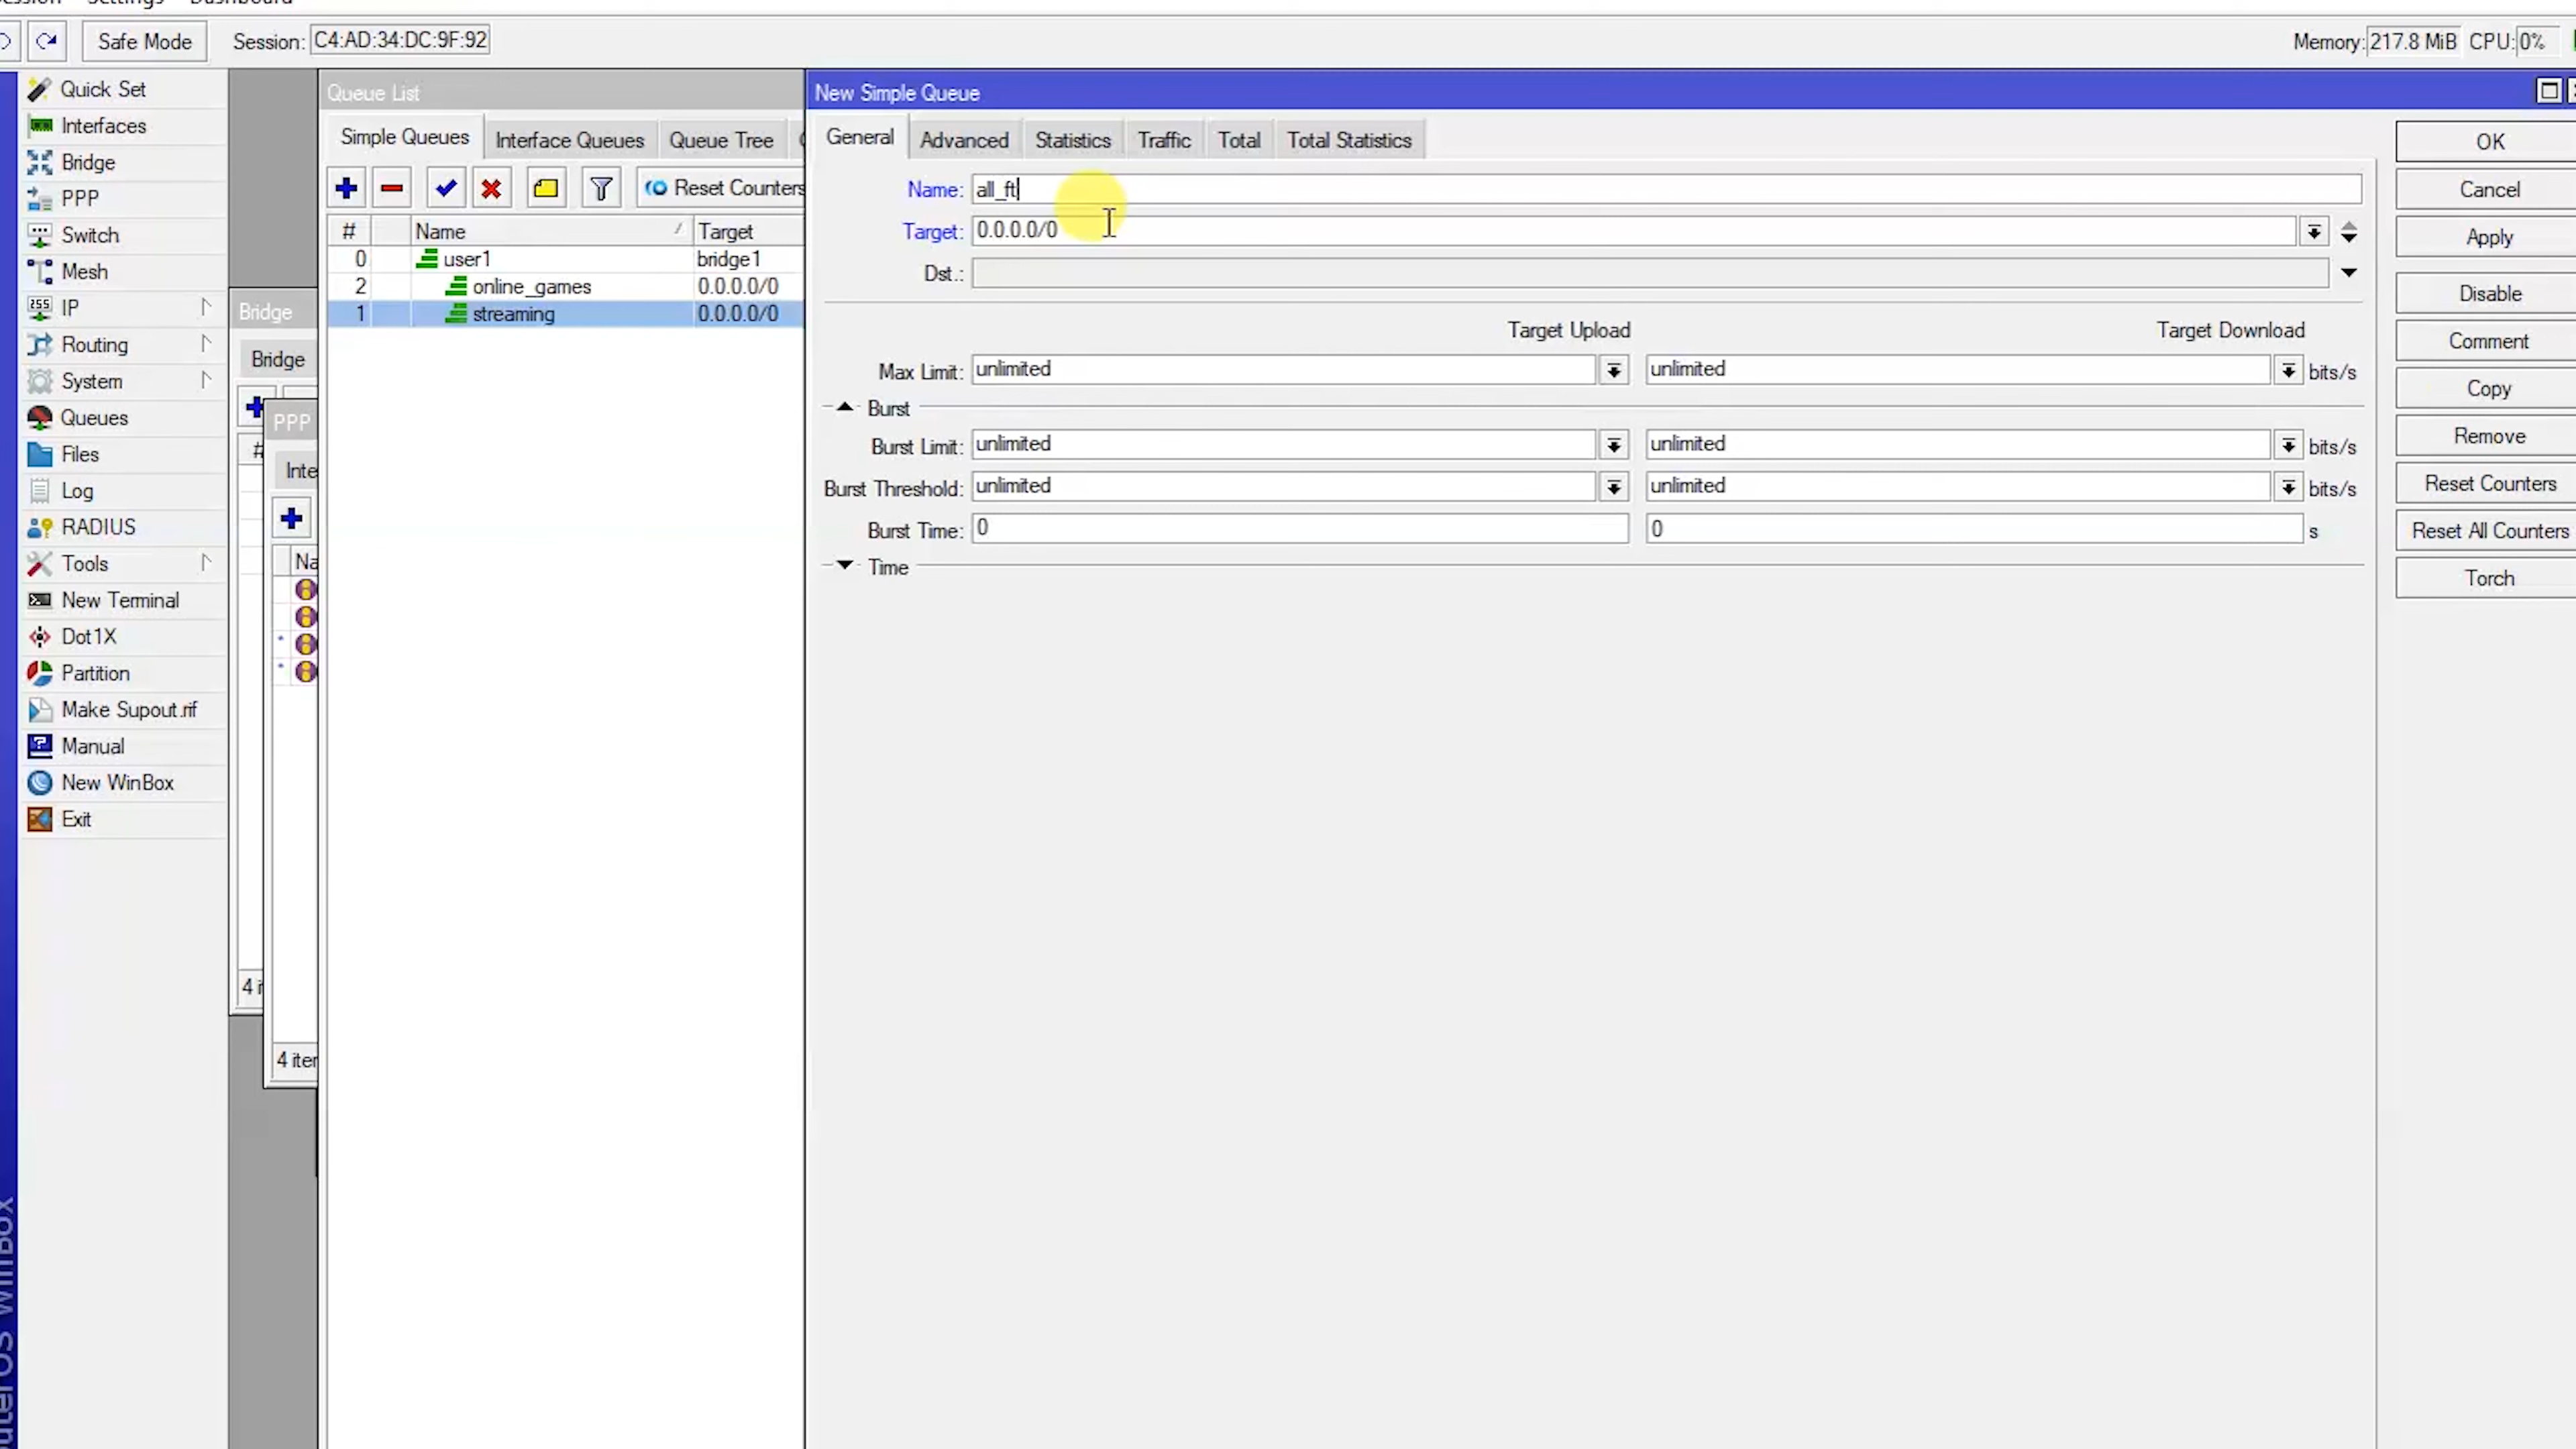 Session Settings Dashboard
Safe Mode Session: C4:AD:34:DC:9F:92 Memory: 217.8 MiB CPU: 0%
Quick Set
Interfaces
Bridge
PPP
Switch
Mesh
IP
Routing
System
Queues
Files
Log
RADIUS
Tools
New Terminal
Dot1X
Partition
Make Supout.rif
Manual
New WinBox
Exit
Bridge
Bridge
PPP
#
4 it
4 iter
Queue List
Simple Queues Interface Queues Queue Tree
Reset Counters
# Name Target
0 user1 bridge1
2 online_games 0.0.0.0/0
1 streaming 0.0.0.0/0
New Simple Queue
General Advanced Statistics Traffic Total Total Statistics
Name: all_ft
Target: 0.0.0.0/0
Dst.:
Target Upload Target Download
Max Limit: unlimited unlimited bits/s
Burst
Burst Limit: unlimited unlimited bits/s
Burst Threshold: unlimited unlimited bits/s
Burst Time: 0 0 s
Time
OK
Cancel
Apply
Disable
Comment
Copy
Remove
Reset Counters
Reset All Counters
Torch